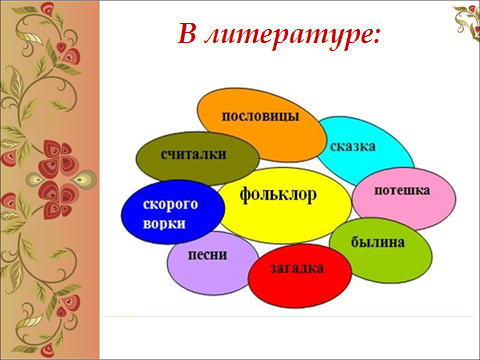 В литературе:
пословицы
сказка
считалки
потешка
фольклор
скорого
ворки
былина
песни
загадка